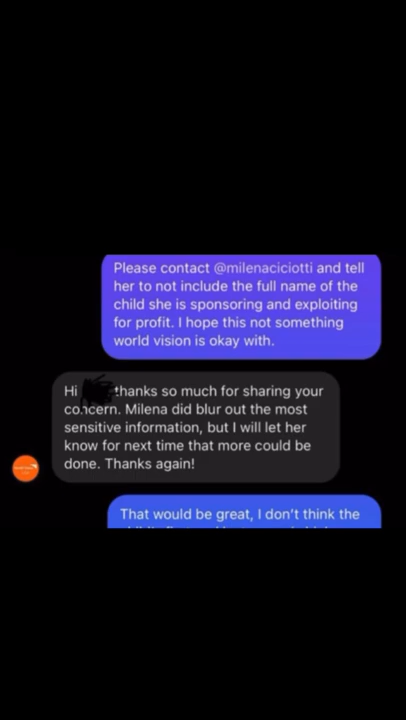 Please contact @milenaciciotti and tell
her to not include the full name of the
child she is sponsoring and exploiting
for profit. I hope this not something
world vision is okay with.
Hi thanks so much for sharing your
concern. Milena did blur out the most
sensitive information, but I will let her
know for next time that more could be
done. Thanks again!
That would be great, I don't think the